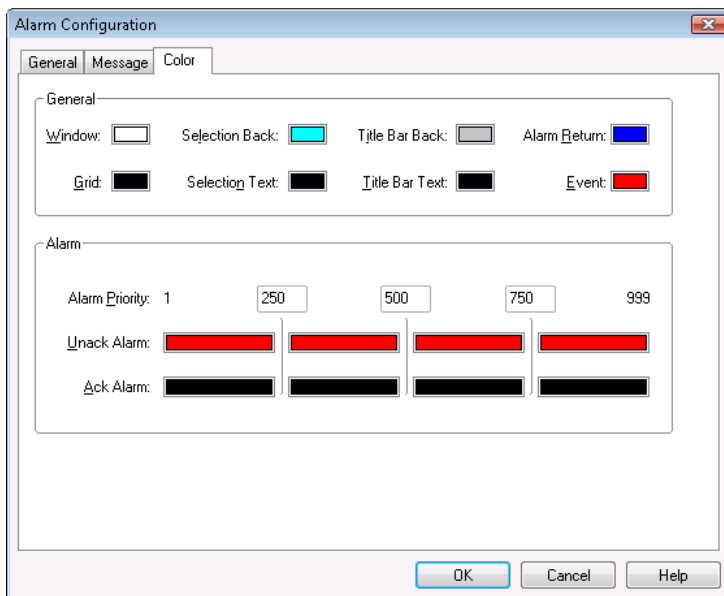 Alarm Configuration
General Message Color
General
Window: Selection Back: Title Bar Back: Alarm Return:
Grid: Selection Text: Title Bar Text: Event:
Alarm
Alarm Priority: 1 250 500 750 999
Unack Alarm:
Ack Alarm:
OK Cancel Help